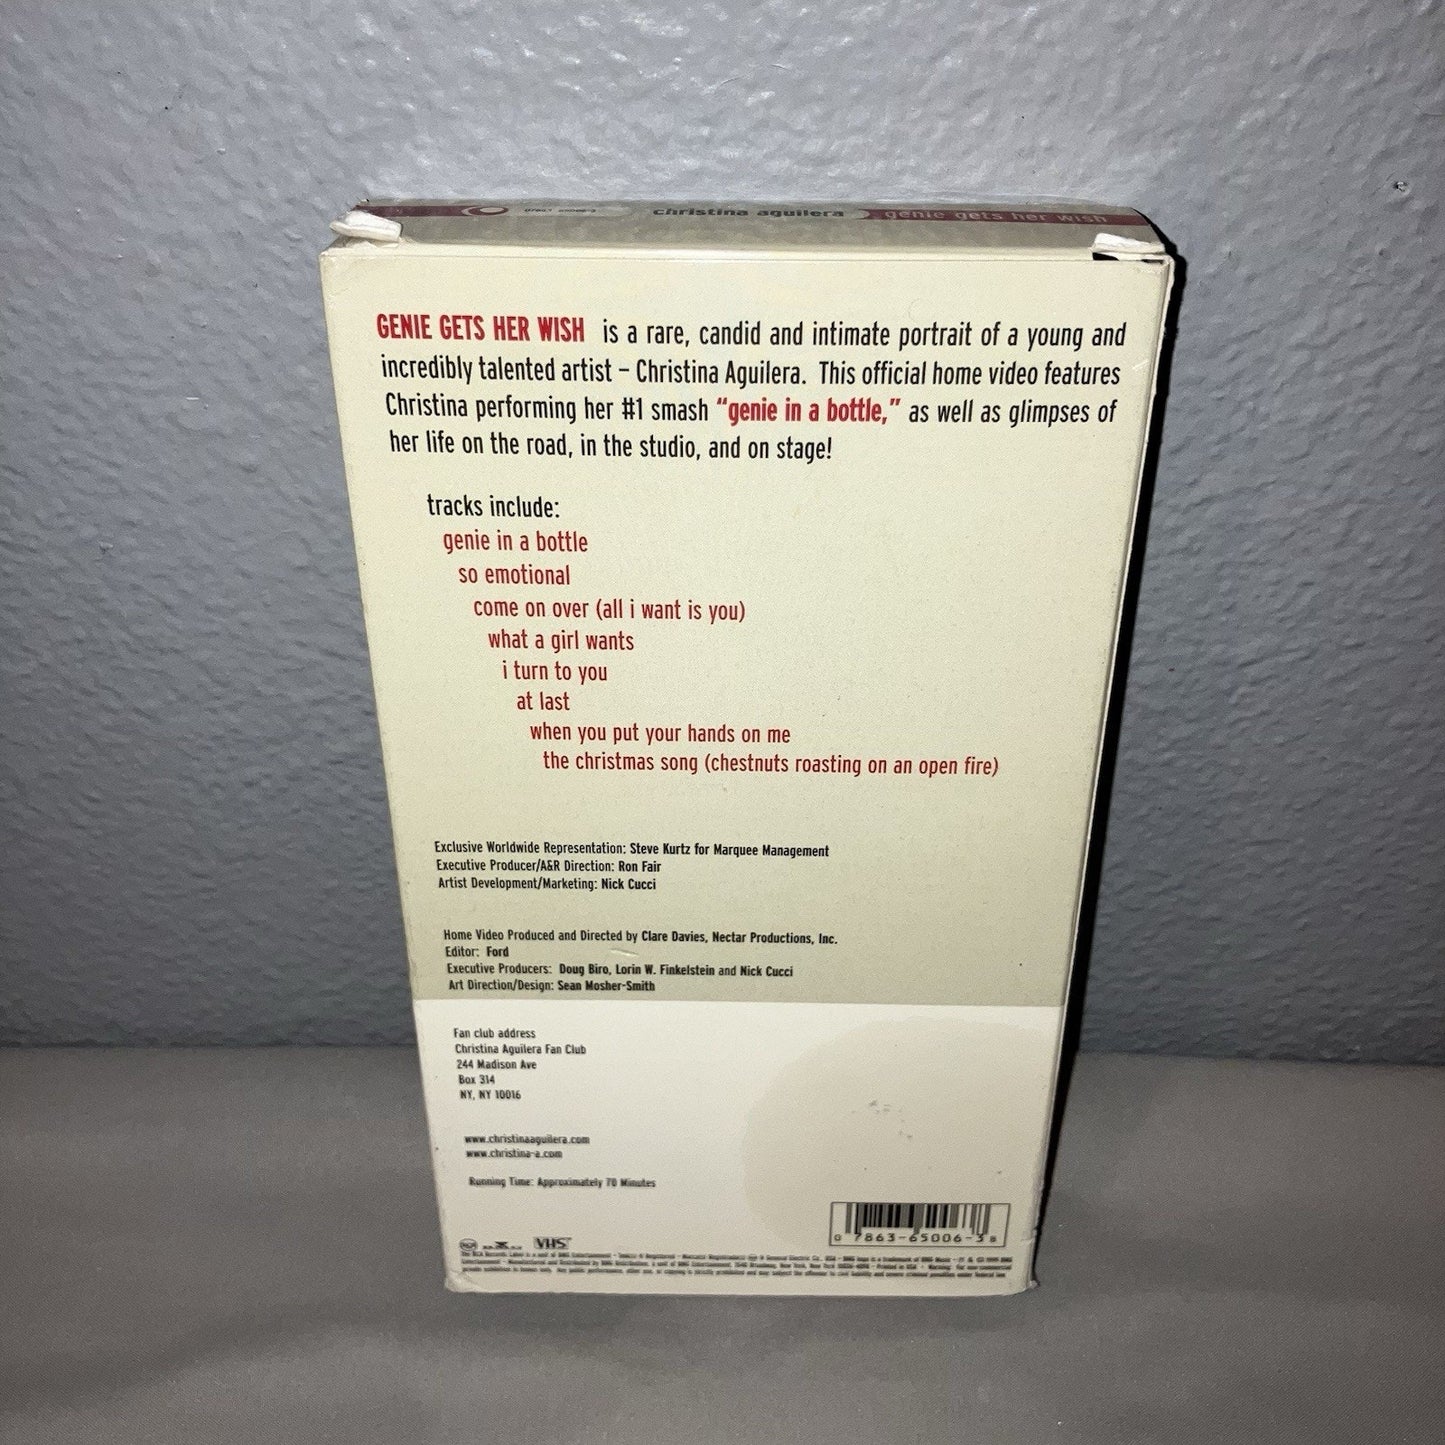 christina aguilera genie gets her wish
GENIE GETS HER WISH is a rare, candid and intimate portrait of a young and
incredibly talented artist – Christina Aguilera. This official home video features
Christina performing her #1 smash “genie in a bottle,” as well as glimpses of
her life on the road, in the studio, and on stage!
tracks include:
genie in a bottle
so emotional
come on over (all i want is you)
what a girl wants
i turn to you
at last
when you put your hands on me
the christmas song (chestnuts roasting on an open fire)
Exclusive Worldwide Representation: Steve Kurtz for Marquee Management
Executive Producer/A&R Direction: Ron Fair
Artist Development/Marketing: Nick Cucci
Home Video Produced and Directed by Clare Davies, Nectar Productions, Inc.
Editor: Ford
Executive Producers: Doug Biro, Lorin W. Finkelstein and Nick Cucci
Art Direction/Design: Sean Mosher-Smith
Fan club address
Christina Aguilera Fan Club
244 Madison Ave
Box 314
NY, NY 10016
www.christinaaguilera.com
www.christina-a.com
Running Time: Approximately 70 Minutes
0 7863-65006-3 8
VHS